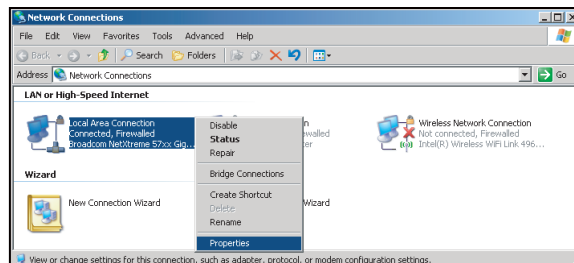 Network Connections
File Edit View Favorites Tools Advanced Help
Back Search Folders
Address Network Connections Go
LAN or High-Speed Internet
Local Area Connection
Connected, Firewalled
Broadcom NetXtreme 57xx Gig...
Disable
Status
Repair
Bridge Connections
Create Shortcut
Delete
Rename
Properties
Wireless Network Connection
Not connected, Firewalled
Intel(R) Wireless WiFi Link 496...
Wizard
New Connection Wizard
Wizard
View or change settings for this connection, such as adapter, protocol, or modem configuration settings.